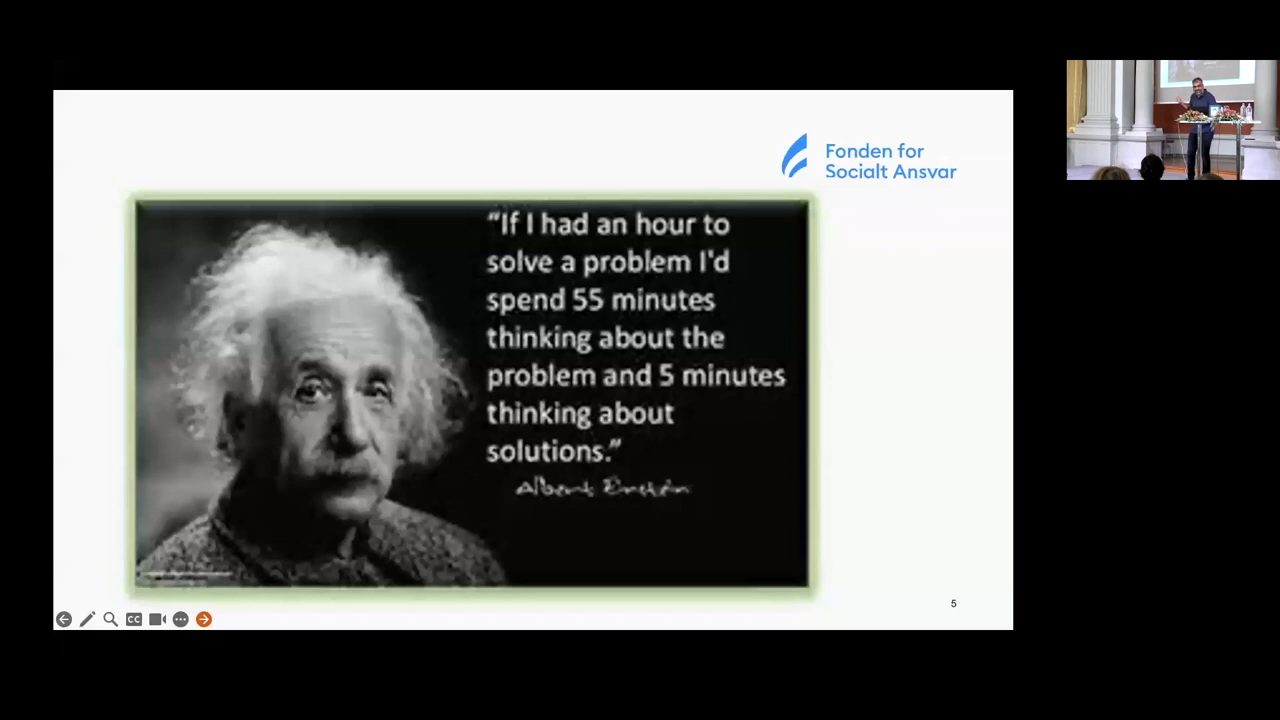 Fonden for
Socialt Ansvar
“If I had an hour to
solve a problem I'd
spend 55 minutes
thinking about the
problem and 5 minutes
thinking about
solutions.”
Albert Einstein
5
CC